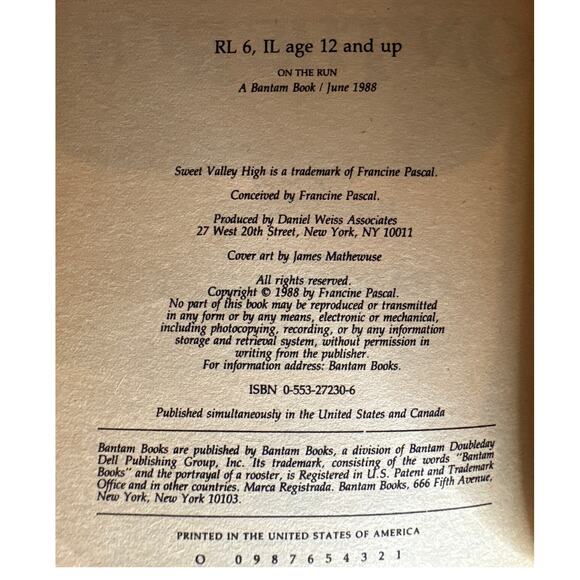 RL 6, IL age 12 and up
ON THE RUN
A Bantam Book / June 1988
Sweet Valley High is a trademark of Francine Pascal.
Conceived by Francine Pascal.
Produced by Daniel Weiss Associates
27 West 20th Street, New York, NY 10011
Cover art by James Mathewuse
All rights reserved.
Copyright © 1988 by Francine Pascal.
No part of this book may be reproduced or transmitted
in any form or by any means, electronic or mechanical,
including photocopying, recording, or by any information
storage and retrieval system, without permission in
writing from the publisher.
For information address: Bantam Books.
ISBN 0-553-27230-6
Published simultaneously in the United States and Canada
Bantam Books are published by Bantam Books, a division of Bantam Doubleday
Dell Publishing Group, Inc. Its trademark, consisting of the words "Bantam
Books" and the portrayal of a rooster, is Registered in U.S. Patent and Trademark
Office and in other countries. Marca Registrada. Bantam Books, 666 Fifth Avenue,
New York, New York 10103.
PRINTED IN THE UNITED STATES OF AMERICA
O 0 9 8 7 6 5 4 3 2 1